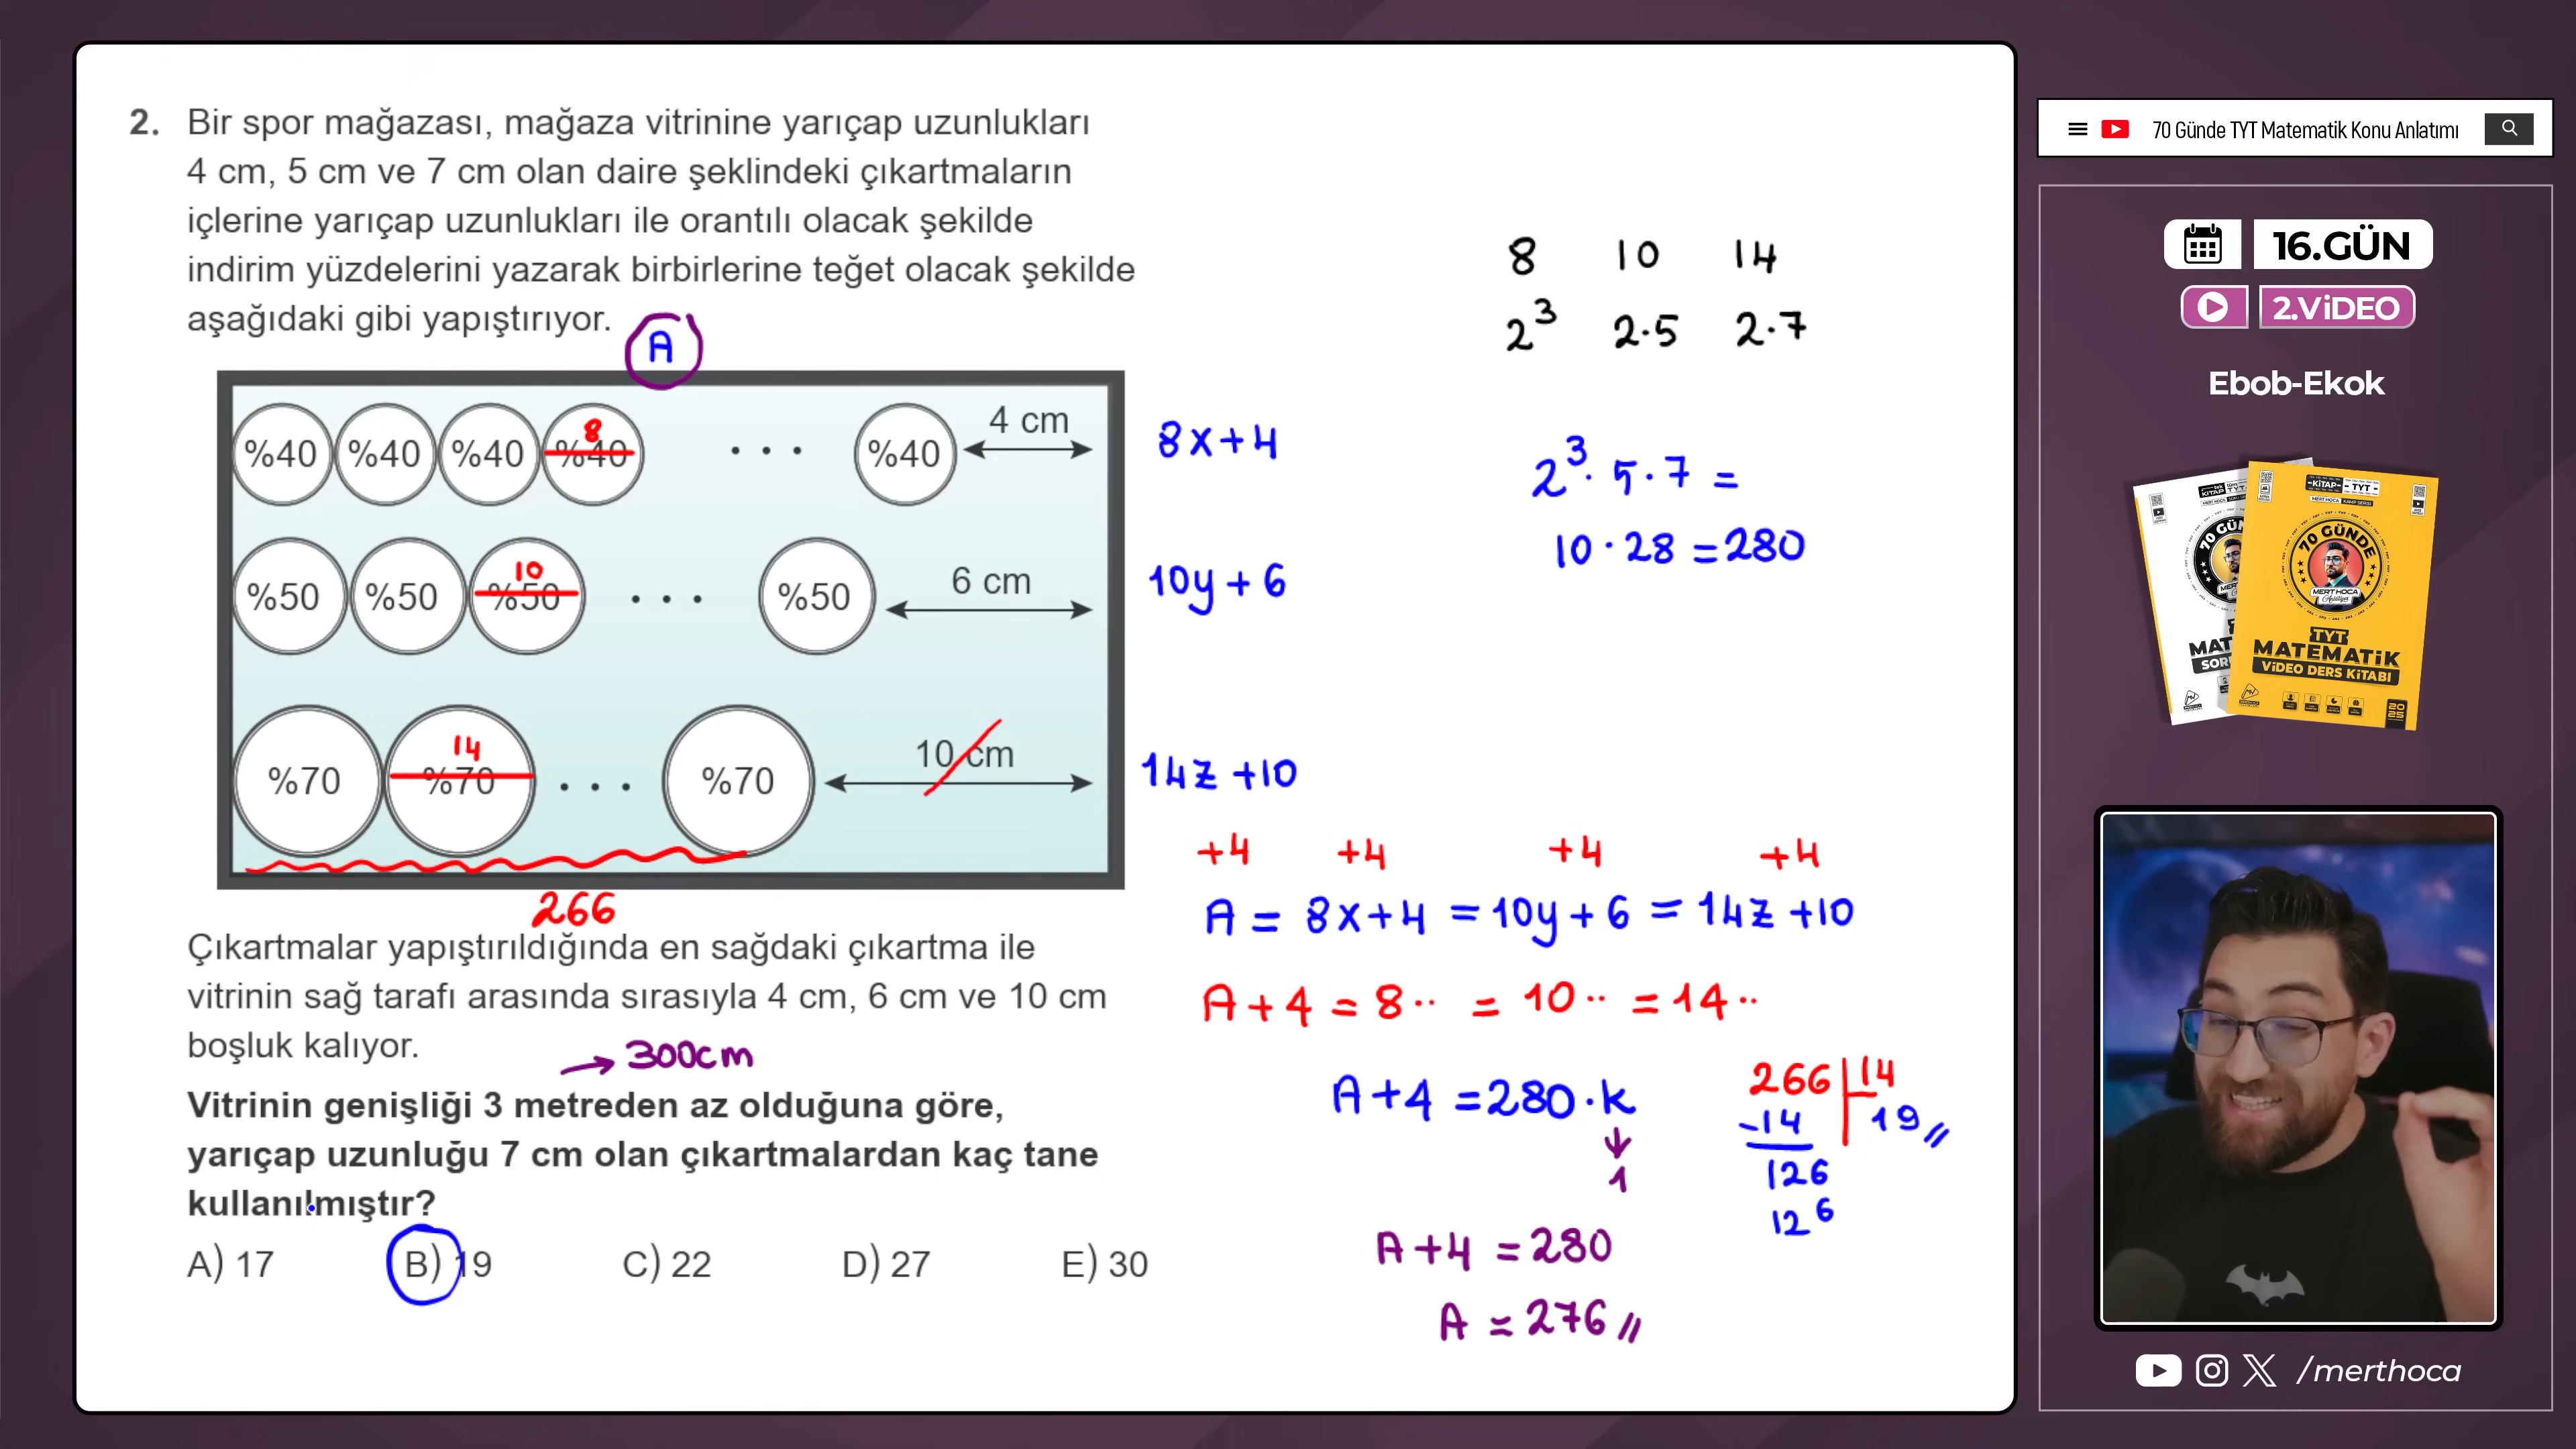 2. Bir spor mağazası, mağaza vitrinine yarıçap uzunlukları
4 cm, 5 cm ve 7 cm olan daire şeklindeki çıkartmaların
içlerine yarıçap uzunlukları ile orantılı olacak şekilde
indirim yüzdelerini yazarak birbirlerine teğet olacak şekilde
aşağıdaki gibi yapıştırıyor.
A
%40 %40 %40 %40 8 ... %40 4 cm
%50 %50 %50 10 ... %50 6 cm
%70 %70 14 ... %70 10 cm
266
Çıkartmalar yapıştırıldığında en sağdaki çıkartma ile
vitrinin sağ tarafı arasında sırasıyla 4 cm, 6 cm ve 10 cm
boşluk kalıyor.
→ 300cm
Vitrinin genişliği 3 metreden az olduğuna göre,
yarıçap uzunluğu 7 cm olan çıkartmalardan kaç tane
kullanılmıştır?
A) 17 B) 19 C) 22 D) 27 E) 30
8 10 14
2³ 2·5 2·7
2³·5·7 =
10·28 = 280
8x+4
10y+6
14z+10
+4 +4 +4 +4
A = 8x+4 = 10y+6 = 14z+10
A+4 = 8·· = 10·· = 14··
A+4 = 280·k
↓
1
A+4 = 280
A = 276 //
266 14
-14 19 //
126
126
70 Günde TYT Matematik Konu Anlatımı
16.GÜN
2.ViDEO
Ebob-Ekok
KiTAP TYT
70 GÜNDE
MERT HOCA
TYT
MATEMATiK
ViDEO DERS KiTABI
2025
/merthoca